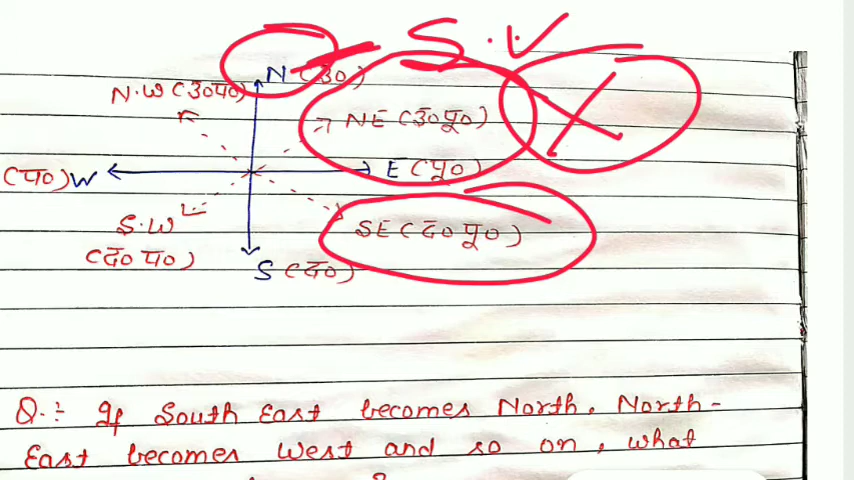 S.W
N (उ०)
N.W (उ०प०)
NE (उ०पू०)
(प०) W
E (पू०)
S.W
SE (द०पू०)
(द०प०)
S (द०)
Q. :- If South East becomes North, North-
East becomes West and so on, what